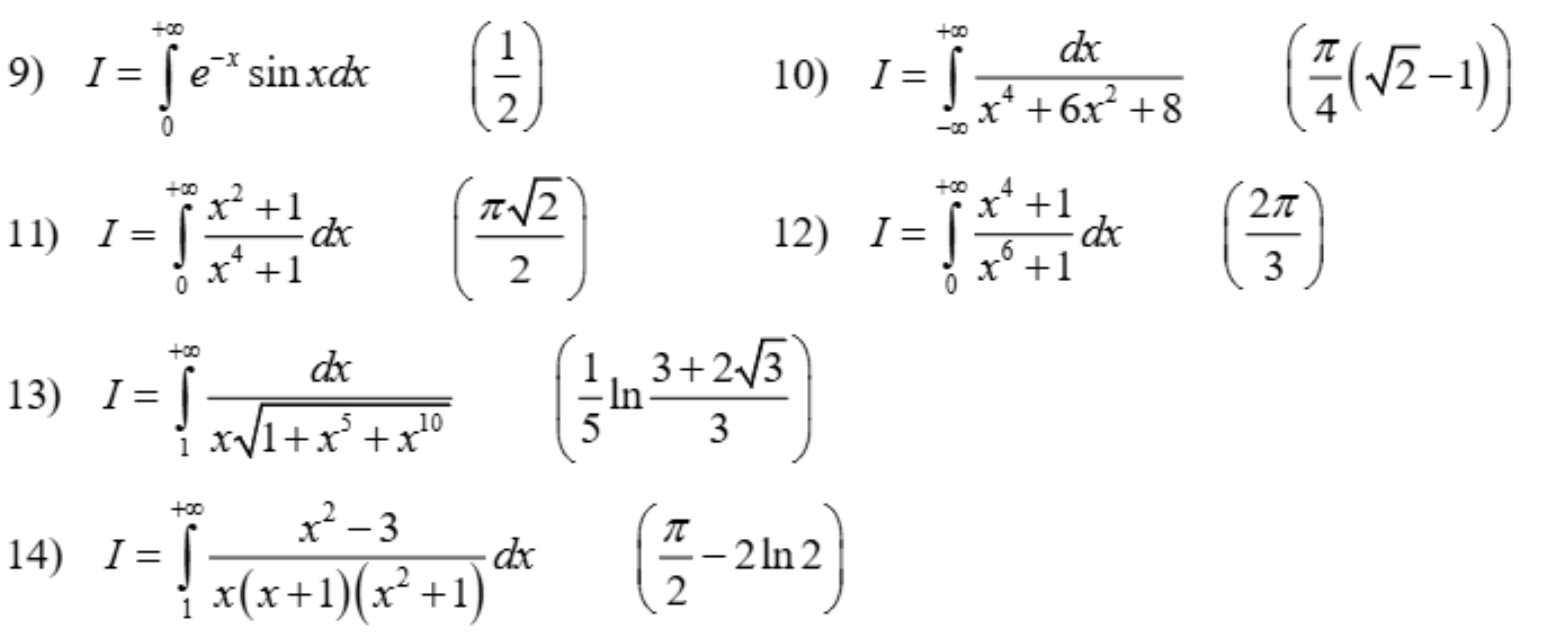 9) I = ∫₀^{+∞} e^{-x} sin x dx (1/2) 10) I = ∫_{-∞}^{+∞} dx/(x⁴ + 6x² + 8) (π/4 (√2 − 1))
11) I = ∫₀^{+∞} (x² + 1)/(x⁴ + 1) dx (π√2/2) 12) I = ∫₀^{+∞} (x⁴ + 1)/(x⁶ + 1) dx (2π/3)
13) I = ∫₁^{+∞} dx/(x√(1 + x⁵ + x¹⁰)) (1/5 ln (3 + 2√3)/3)
14) I = ∫₁^{+∞} (x² − 3)/(x(x + 1)(x² + 1)) dx (π/2 − 2 ln 2)